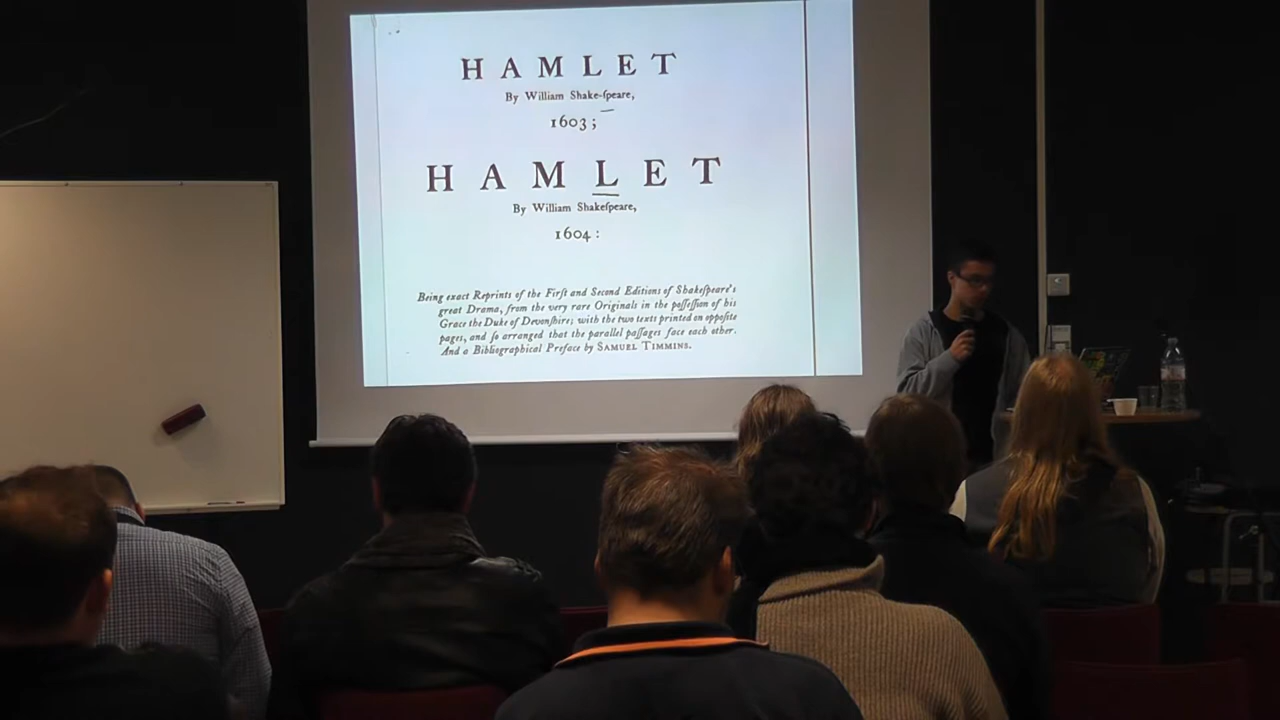 HAMLET
By William Shake-ſpeare,
1603;
HAMLET
By William Shakeſpeare,
1604:
Being exact Reprints of the Firſt and Second Editions of Shakeſpeare's
great Drama, from the very rare Originals in the poſſeſſion of his
Grace the Duke of Devonſhire; with the two texts printed on oppoſite
pages, and ſo arranged that the parallel paſſages face each other.
And a Bibliographical Preface by SAMUEL TIMMINS.